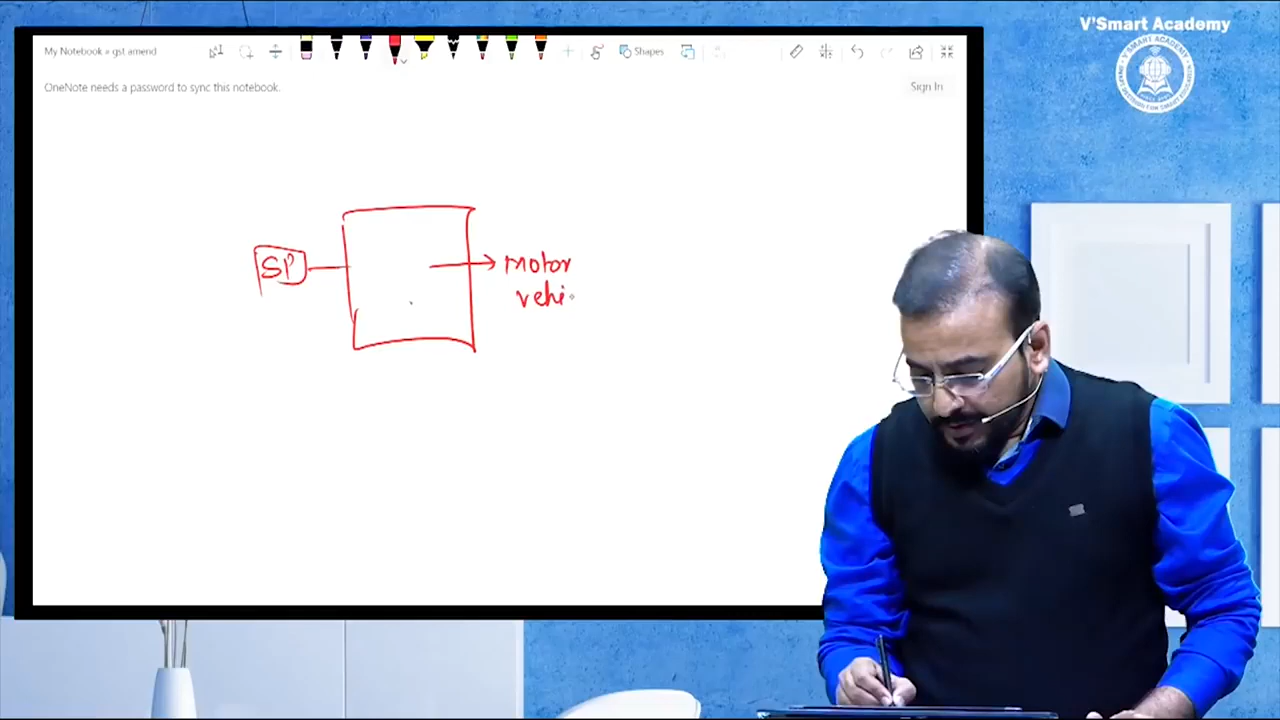 V'Smart Academy
My Notebook » gst amend
Shapes
OneNote needs a password to sync this notebook.
Sign In
SP
Motor
vehi